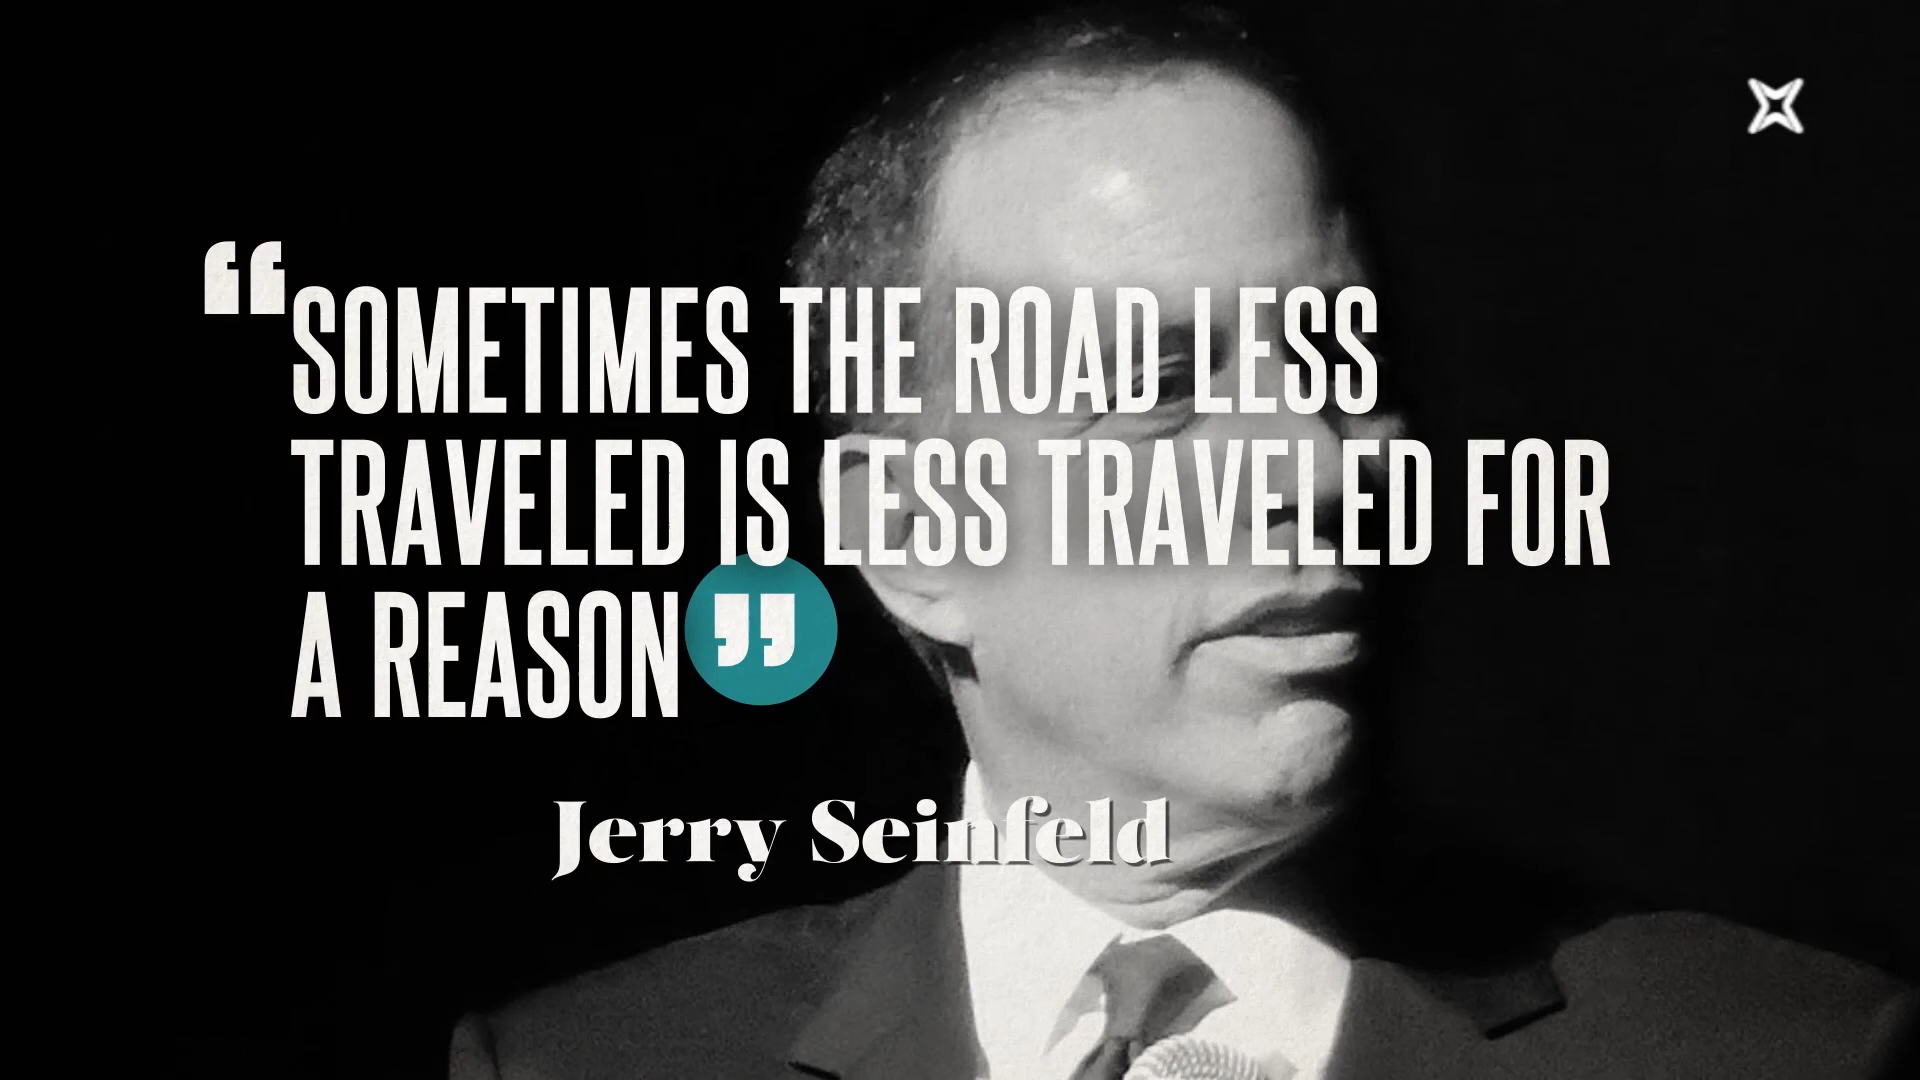 “SOMETIMES THE ROAD LESS
TRAVELED IS LESS TRAVELED FOR
A REASON”
Jerry Seinfeld